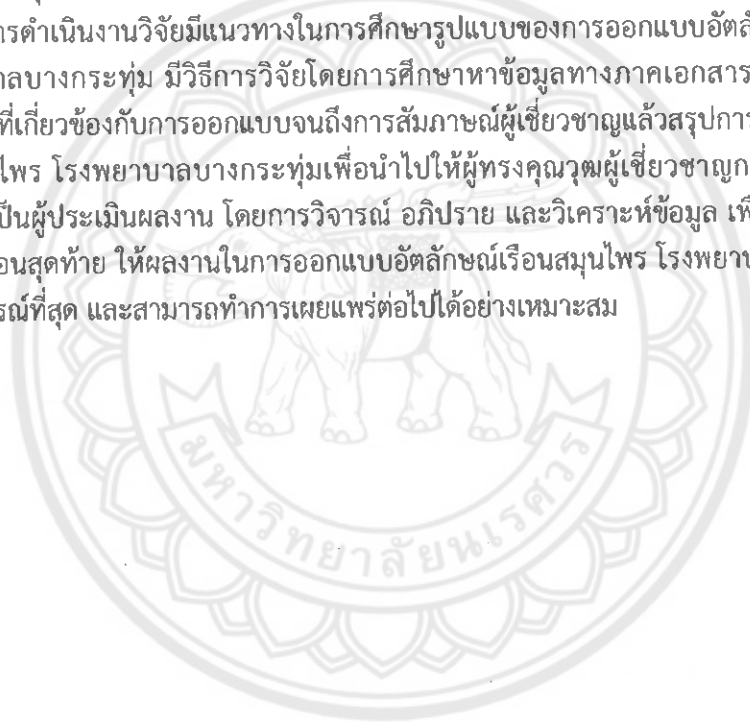 การดำเนินงานวิจัยมีแนวทางในการศึกษารูปแบบของการออกแบบอัตลั
าลบางกระทุ่ม มีวิธีการวิจัยโดยการศึกษาหาข้อมูลทางภาคเอกสาร
ที่เกี่ยวข้องกับการออกแบบจนถึงการสัมภาษณ์ผู้เชี่ยวชาญแล้วสรุปการ
ไพร โรงพยาบาลบางกระทุ่มเพื่อนำไปให้ผู้ทรงคุณวุฒผู้เชี่ยวชาญก
เป็นผู้ประเมินผลงาน โดยการวิจารณ์ อภิปราย และวิเคราะห์ข้อมูล เพื
อนสุดท้าย ให้ผลงานในการออกแบบอัตลักษณ์เรือนสมุนไพร โรงพยาบ
รณ์ที่สุด และสามารถทำการเผยแพร่ต่อไปได้อย่างเหมาะสม
มหาวิทยาลัยนเรศวร